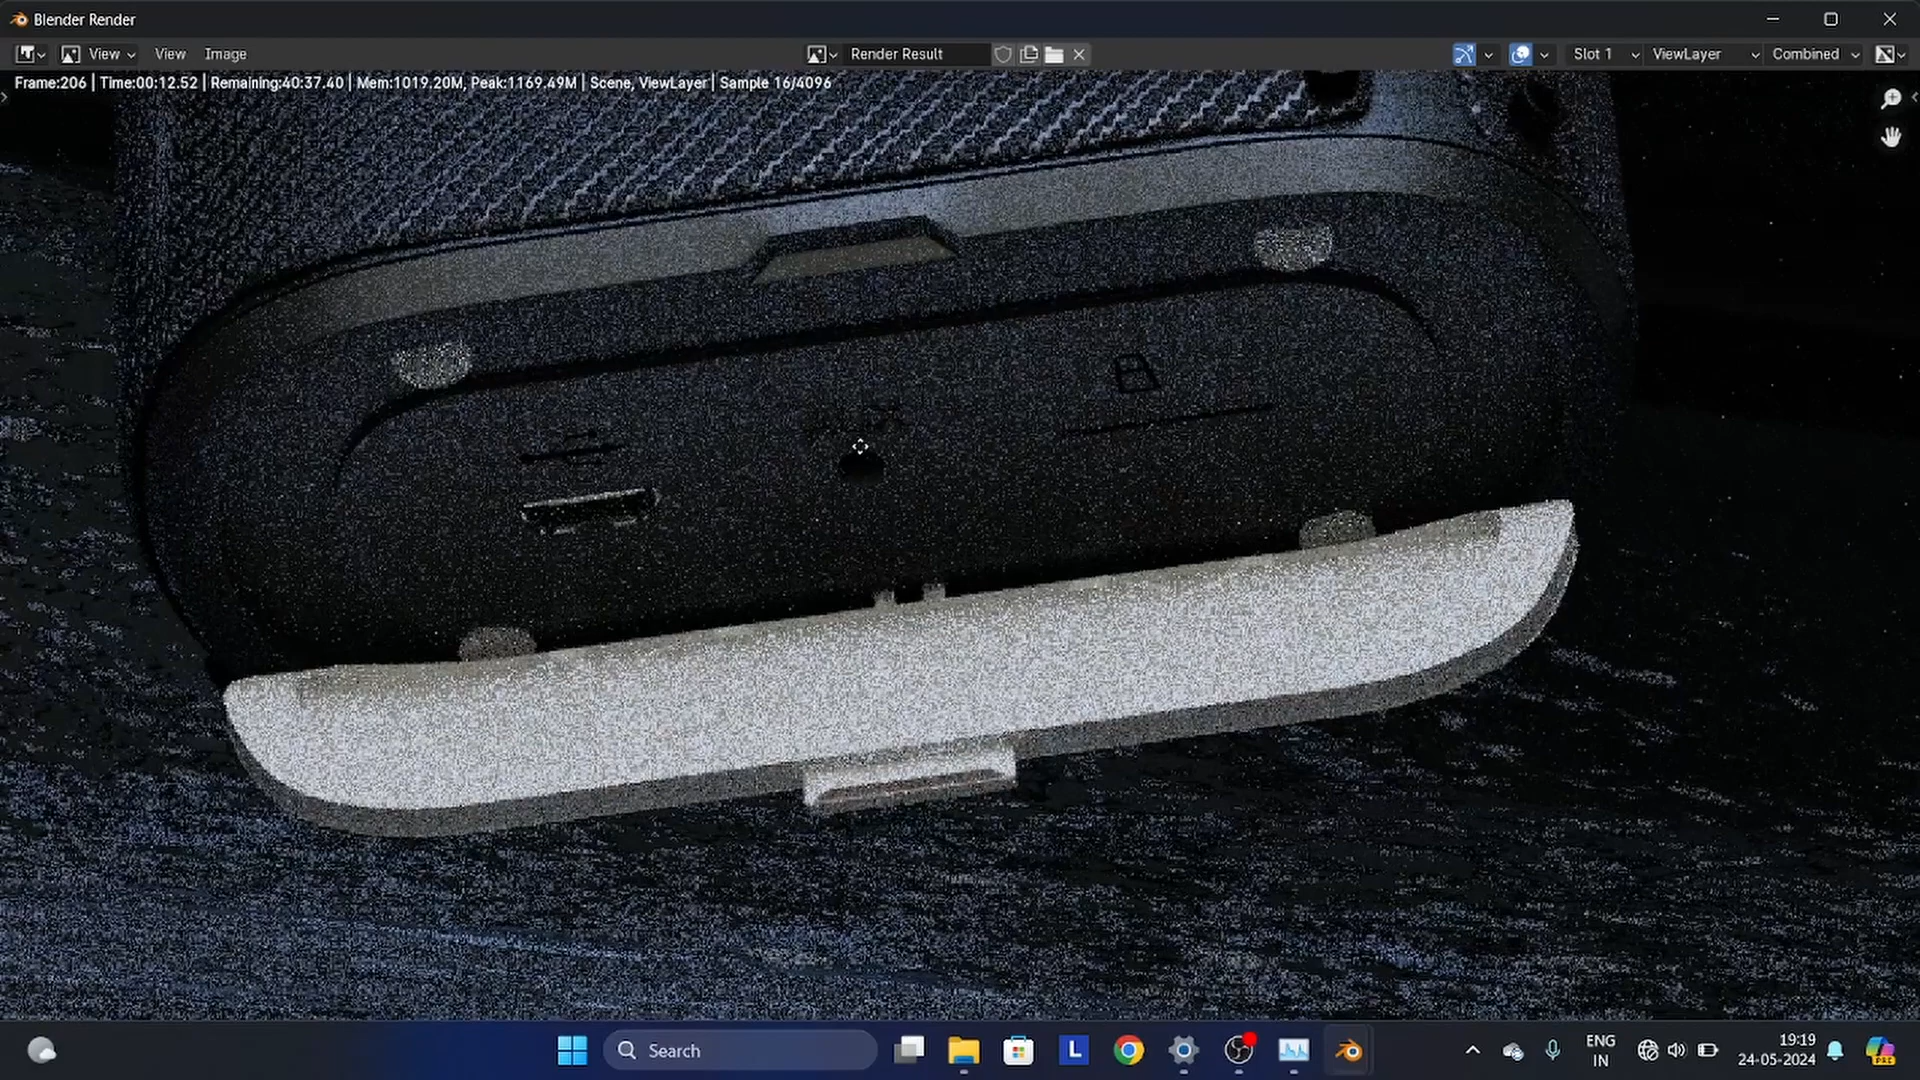 Blender Render
View View Image Render Result Slot 1 ViewLayer Combined
Frame:206 | Time:00:12.52 | Remaining:40:37.40 | Mem:1019.20M, Peak:1169.49M | Scene, ViewLayer | Sample 16/4096
Search L ENG 19:19
IN 24-05-2024 PRE